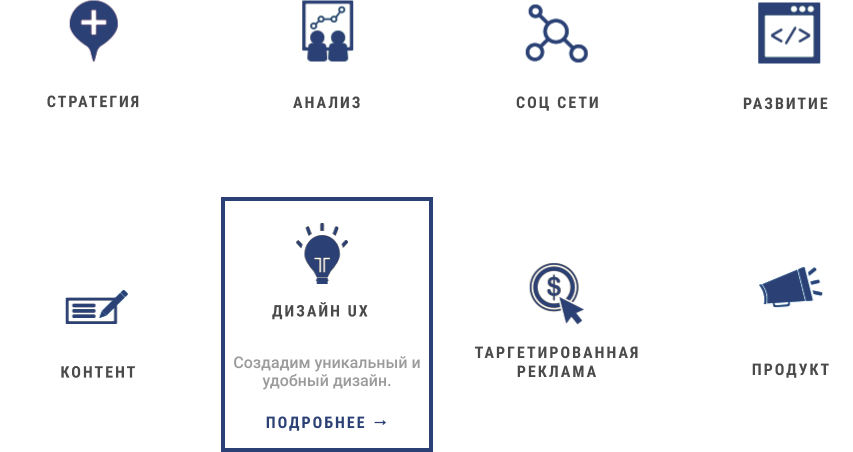 СТРАТЕГИЯ
АНАЛИЗ
СОЦ СЕТИ
РАЗВИТИЕ
КОНТЕНТ
ДИЗАЙН UX
Создадим уникальный и
удобный дизайн.
ПОДРОБНЕЕ →
ТАРГЕТИРОВАННАЯ
РЕКЛАМА
ПРОДУКТ